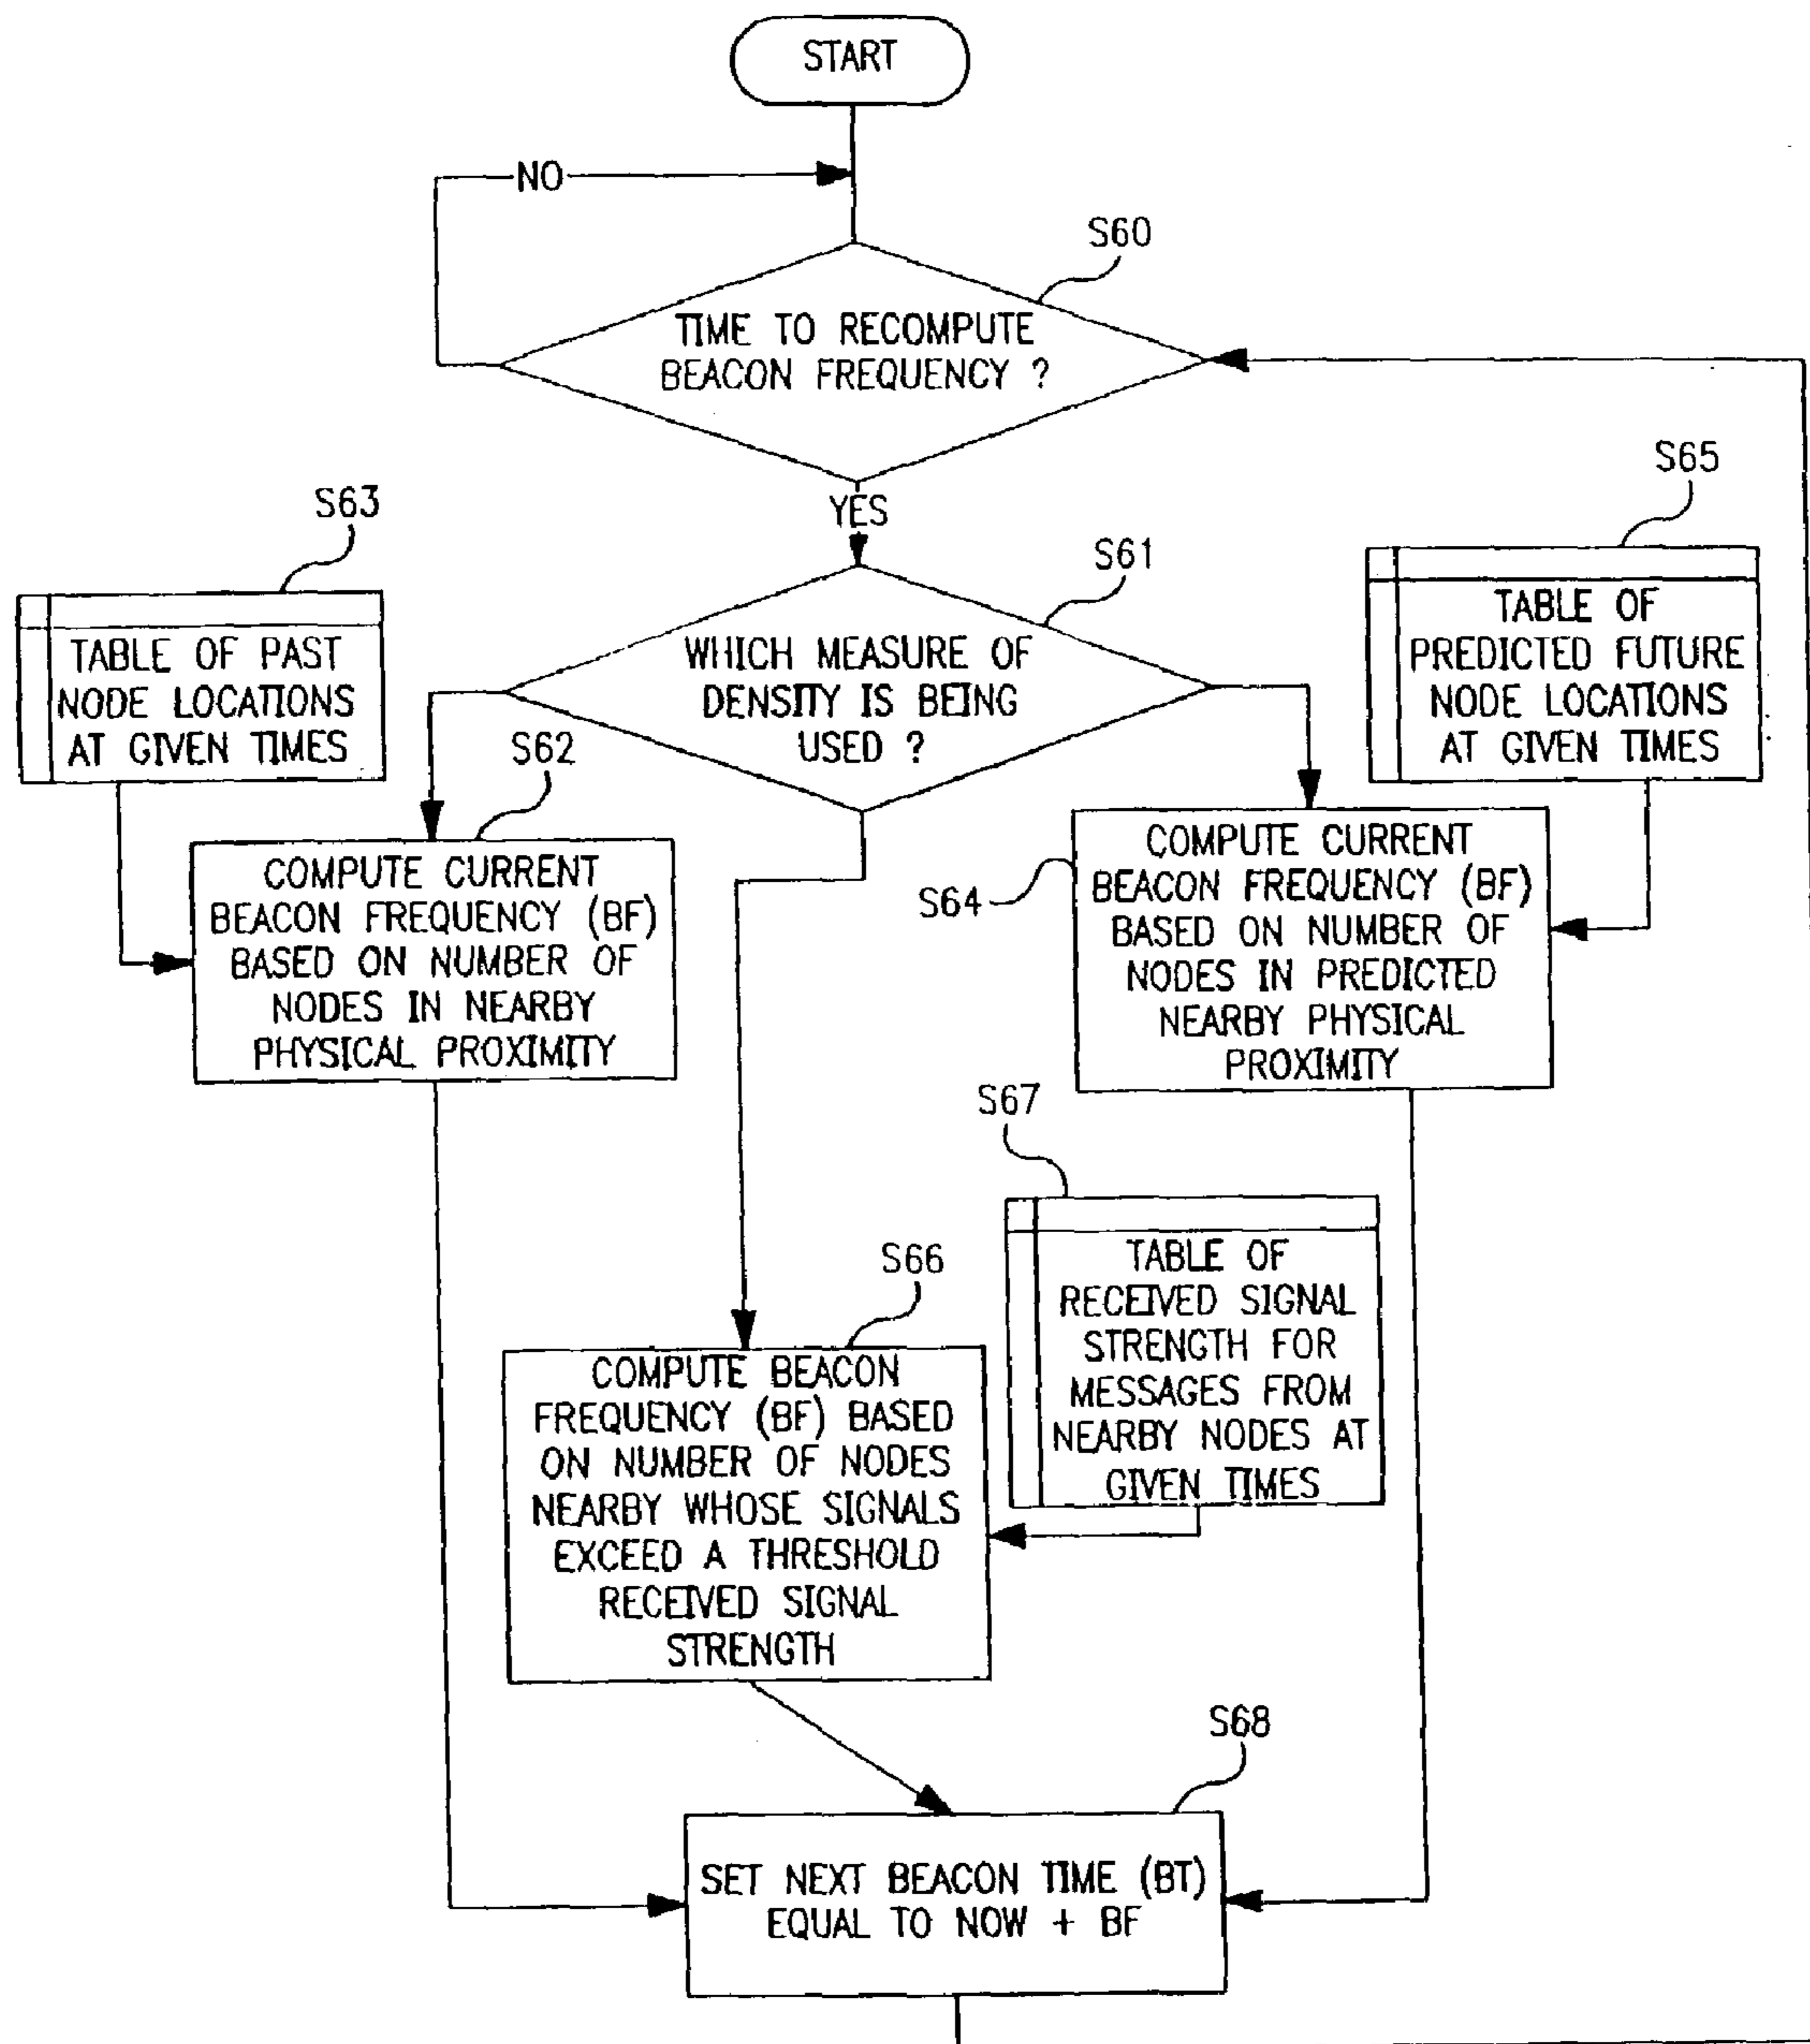 START
NO
S60
TIME TO RECOMPUTE
BEACON FREQUENCY ?
YES
S63
S65
S61
TABLE OF PAST
NODE LOCATIONS
AT GIVEN TIMES
WHICH MEASURE OF
DENSITY IS BEING
USED ?
TABLE OF
PREDICTED FUTURE
NODE LOCATIONS
AT GIVEN TIMES
S62
COMPUTE CURRENT
BEACON FREQUENCY (BF)
BASED ON NUMBER OF
NODES IN NEARBY
PHYSICAL PROXIMITY
S64
COMPUTE CURRENT
BEACON FREQUENCY (BF)
BASED ON NUMBER OF
NODES IN PREDICTED
NEARBY PHYSICAL
PROXIMITY
S67
TABLE OF
RECEIVED SIGNAL
STRENGTH FOR
MESSAGES FROM
NEARBY NODES AT
GIVEN TIMES
S66
COMPUTE BEACON
FREQUENCY (BF) BASED
ON NUMBER OF NODES
NEARBY WHOSE SIGNALS
EXCEED A THRESHOLD
RECEIVED SIGNAL
STRENGTH
S68
SET NEXT BEACON TIME (BT)
EQUAL TO NOW + BF